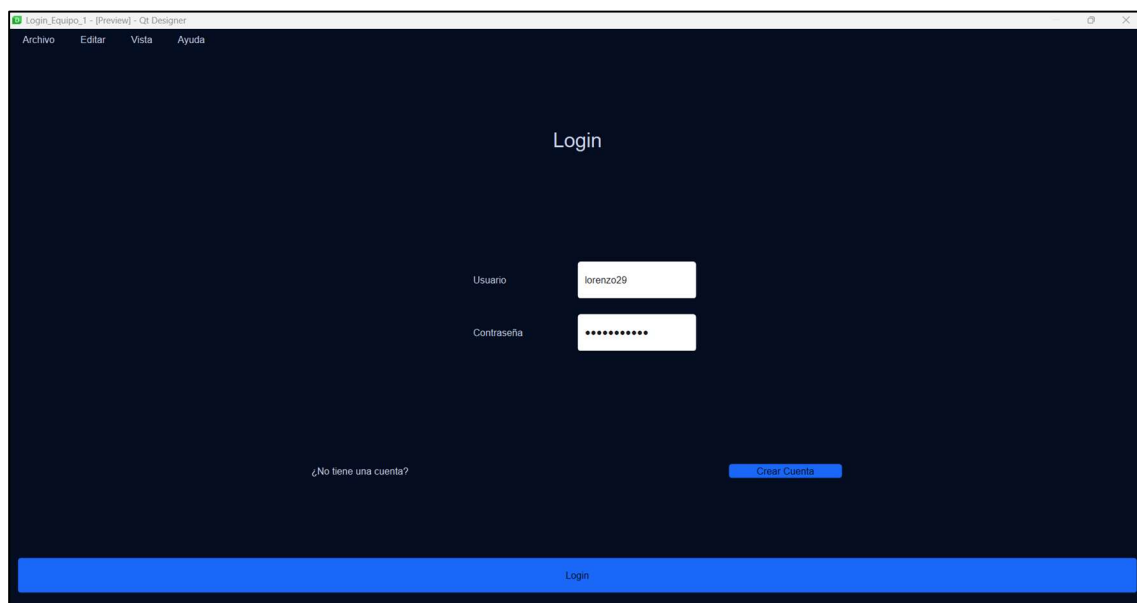 Login_Equipo_1 - [Preview] - Qt Designer
Archivo Editar Vista Ayuda
Login
Usuario lorenzo29
Contraseña •••••••••••
¿No tiene una cuenta? Crear Cuenta
Login